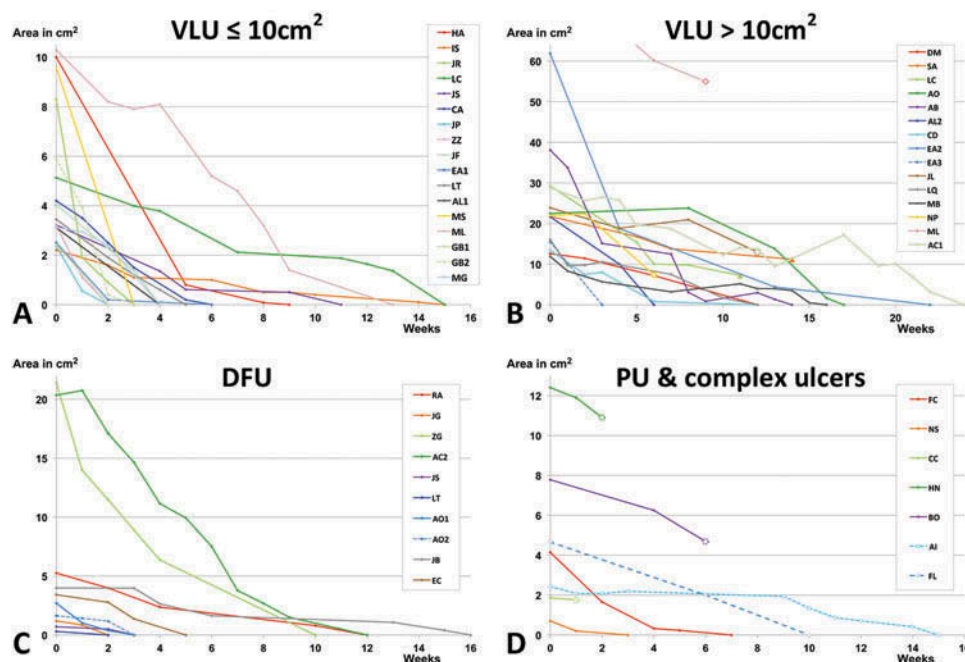 Area in cm²
VLU ≤ 10cm²
10
8
6
4
2
0
0 2 4 6 8 10 12 14 16
Weeks
A
HA
IS
JR
LC
JS
CA
JP
ZZ
JF
EA1
LT
AL1
MS
ML
GB1
GB2
MG
Area in cm²
VLU > 10cm²
60
50
40
30
20
10
0
0 5 10 15 20
Weeks
B
DM
SA
LC
AO
AB
AL2
CD
EA2
EA3
JL
LQ
MB
NP
ML
AC1
Area in cm²
DFU
20
15
10
5
0
0 2 4 6 8 10 12 14 16
Weeks
C
RA
JG
ZG
AC2
JS
LT
AO1
AO2
JB
EC
Area in cm²
PU & complex ulcers
12
10
8
6
4
2
0
0 2 4 6 8 10 12 14 16
Weeks
D
FC
NS
CC
HN
BO
AI
FL